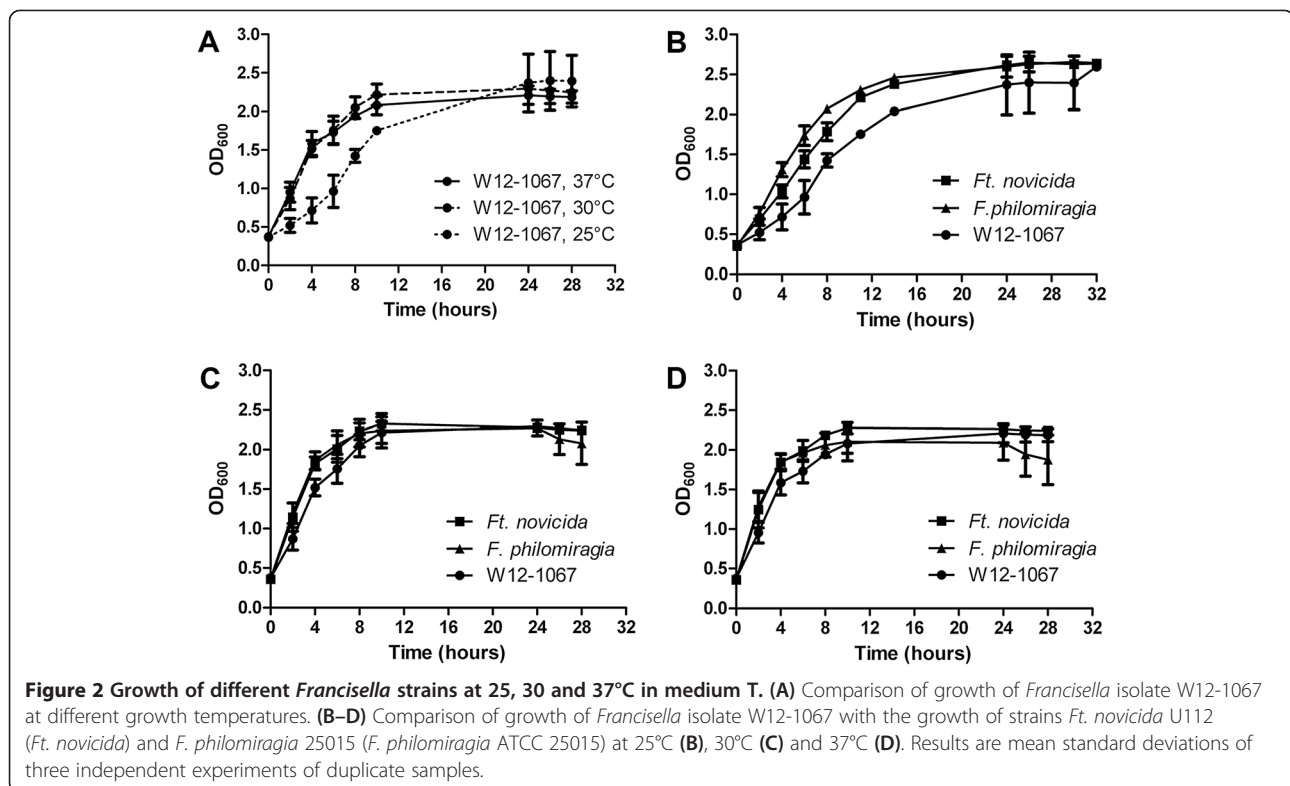 A
3.0
2.5
2.0
1.5
1.0
0.5
0.0
OD600
0 4 8 12 16 20 24 28 32
Time (hours)
W12-1067, 37°C
W12-1067, 30°C
W12-1067, 25°C
B
3.0
2.5
2.0
1.5
1.0
0.5
0.0
OD600
0 4 8 12 16 20 24 28 32
Time (hours)
Ft. novicida
F.philomiragia
W12-1067
C
3.0
2.5
2.0
1.5
1.0
0.5
0.0
OD600
0 4 8 12 16 20 24 28 32
Time (hours)
Ft. novicida
F. philomiragia
W12-1067
D
3.0
2.5
2.0
1.5
1.0
0.5
0.0
OD600
0 4 8 12 16 20 24 28 32
Time (hours)
Ft. novicida
F. philomiragia
W12-1067
Figure 2 Growth of different Francisella strains at 25, 30 and 37°C in medium T. (A) Comparison of growth of Francisella isolate W12-1067
at different growth temperatures. (B–D) Comparison of growth of Francisella isolate W12-1067 with the growth of strains Ft. novicida U112
(Ft. novicida) and F. philomiragia 25015 (F. philomiragia ATCC 25015) at 25°C (B), 30°C (C) and 37°C (D). Results are mean standard deviations of
three independent experiments of duplicate samples.